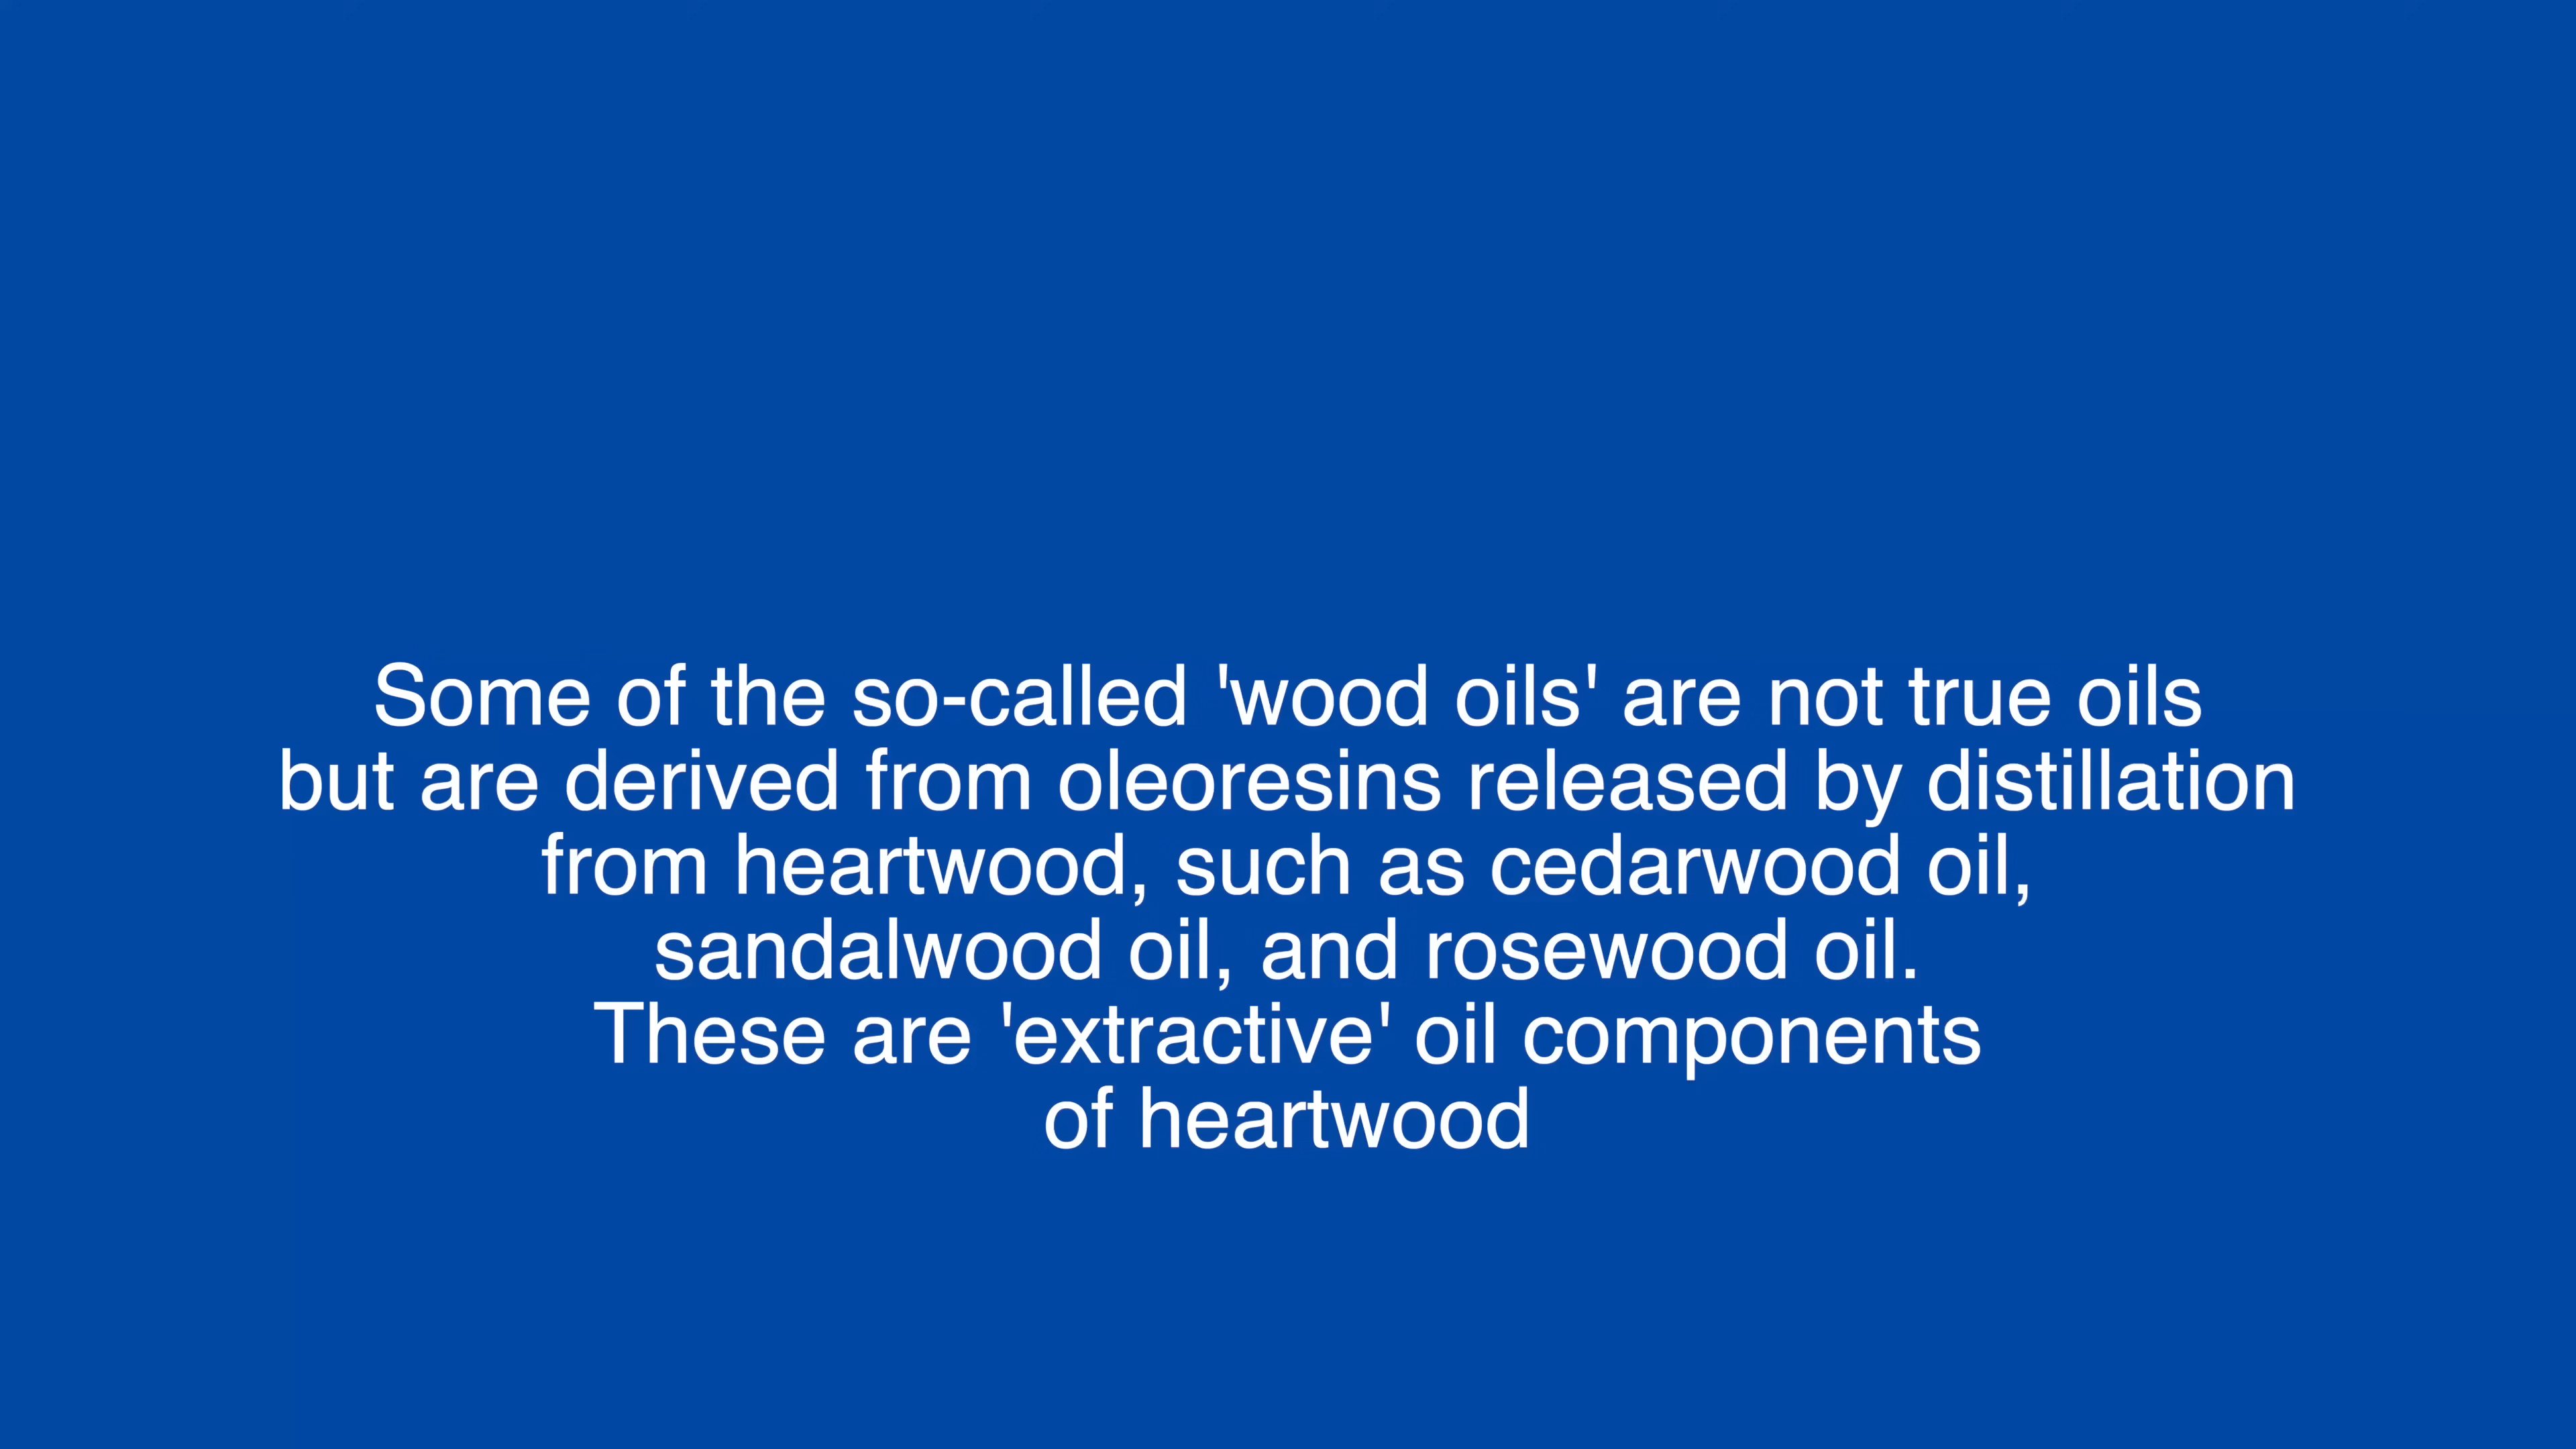 Some of the so-called 'wood oils' are not true oils
but are derived from oleoresins released by distillation
from heartwood, such as cedarwood oil,
sandalwood oil, and rosewood oil.
These are 'extractive' oil components
of heartwood